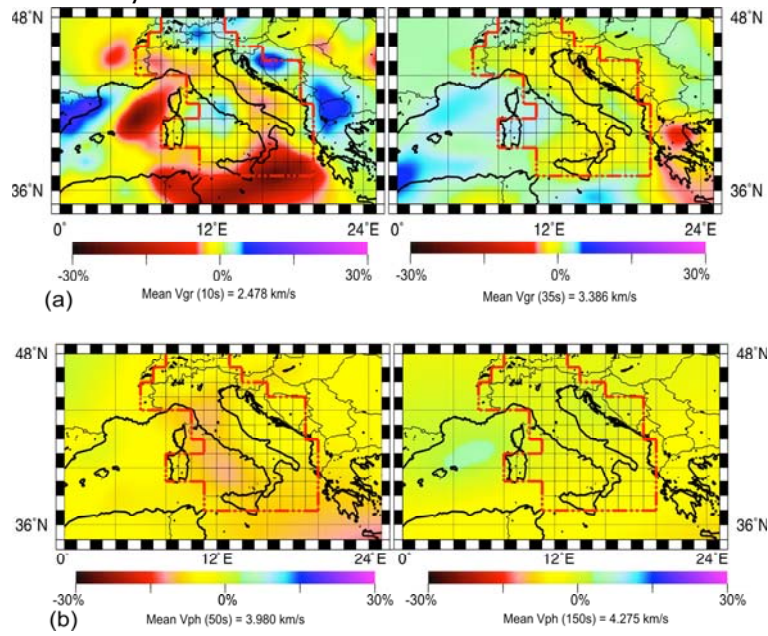 48°N 48°N
36°N 36°N
0° 12°E 24°E 0° 12°E 24°E
-30% 0% 30% -30% 0% 30%
(a) Mean Vgr (10s) = 2.478 km/s Mean Vgr (35s) = 3.386 km/s
48°N 48°N
36°N 36°N
0° 12°E 24°E 0° 12°E 24°E
-30% 0% 30% -30% 0% 30%
(b) Mean Vph (50s) = 3.980 km/s Mean Vph (150s) = 4.275 km/s